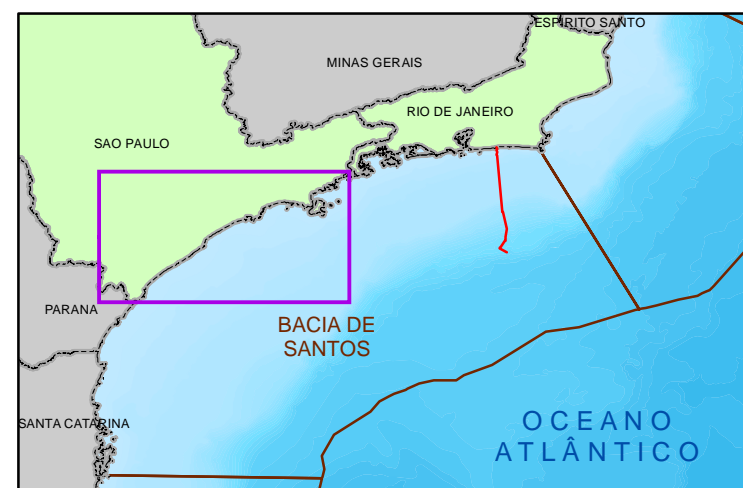 ESPIRITO SANTO
MINAS GERAIS
RIO DE JANEIRO
SAO PAULO
PARANA
BACIA DE
SANTOS
SANTA CATARINA
OCEANO
ATLÂNTICO